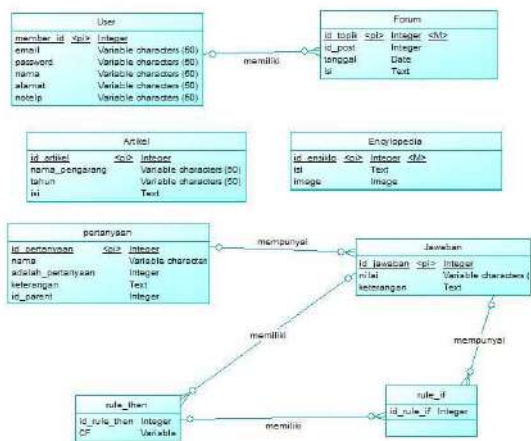 User
member_id <pi> Integer
email Variable characters (50)
password Variable characters (50)
nama Variable characters (50)
alamat Variable characters (50)
notelp Variable characters (50)
memiliki
Forum
id_topik <pi> Integer <M>
id_post Integer
tanggal Date
Isi Text
Artikel
id_artikel <pi> Integer
nama_pengarang Variable characters (50)
tahun Variable characters (50)
isi Text
Encylopedia
id_ensiklo <pi> Integer <M>
isi Text
image Image
pertanyaan
id_pertanyaan <pi> Integer
nama Variable character
adalah_pertanyaan Integer
keterangan Text
id_parent Integer
mempunyai
Jawaban
id_jawaban <pi> Integer
nilai Variable characters (
keterangan Text
memiliki
mempunyai
rule_then
id_rule_then Integer
CF Variable
memiliki
rule_if
id_rule_if Integer